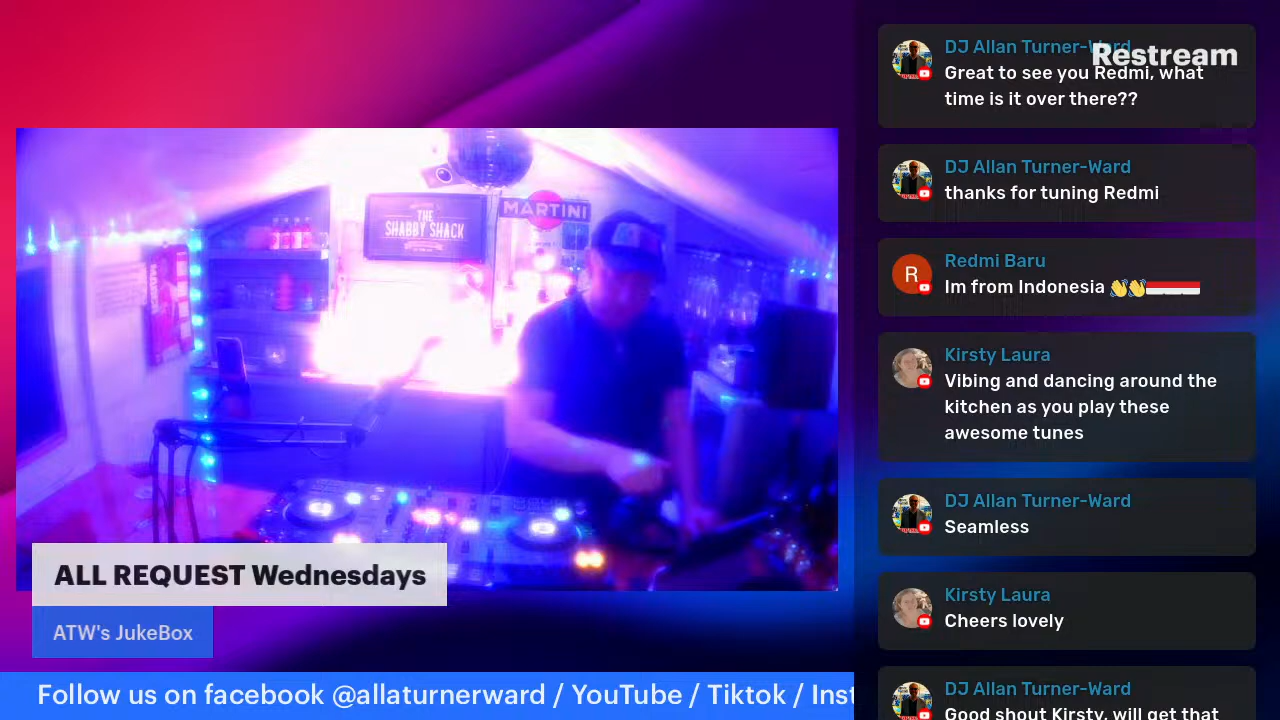 DJ Allan Turner-Ward
Restream
Great to see you Redmi, what
time is it over there??
DJ Allan Turner-Ward
thanks for tuning Redmi
Redmi Baru
R
Im from Indonesia 👋👋🇮🇩🇮🇩🇮🇩
Kirsty Laura
Vibing and dancing around the
kitchen as you play these
awesome tunes
DJ Allan Turner-Ward
Seamless
Kirsty Laura
Cheers lovely
DJ Allan Turner-Ward
Good shout Kirsty, will get that
THE
SHABBY SHACK
MARTINI
ALL REQUEST Wednesdays
ATW's JukeBox
Follow us on facebook @allaturnerward / YouTube / Tiktok / Inst